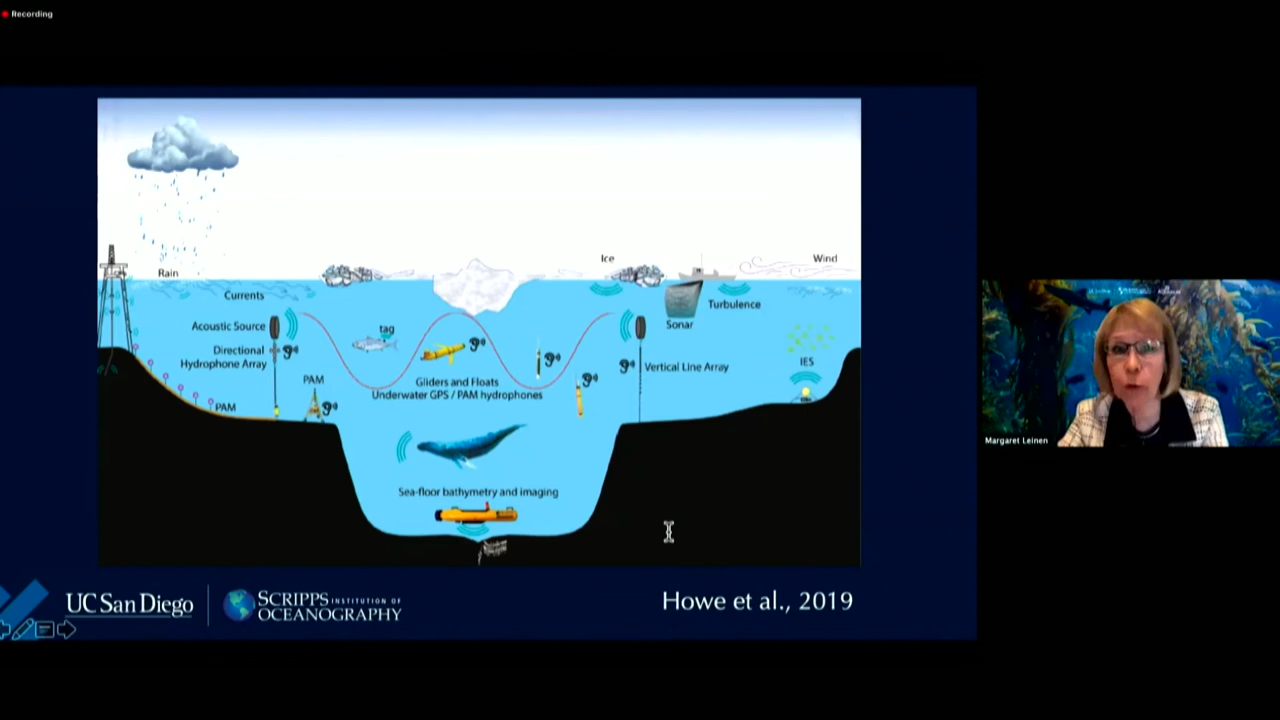 Recording
Rain
Ice
Wind
Currents
Turbulence
Acoustic Source
tag
Sonar
Directional
Hydrophone Array
PAM
Gliders and Floats
Underwater GPS / PAM hydrophones
Vertical Line Array
IES
PAM
Sea-floor bathymetry and imaging
Margaret Leinen
UC San Diego
SCRIPPS INSTITUTION OF
OCEANOGRAPHY
Howe et al., 2019